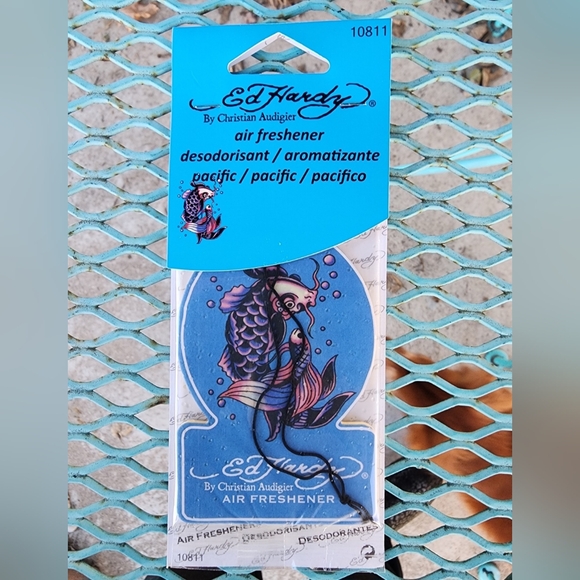 10811
Ed Hardy ®
By Christian Audigier
air freshener
desodorisant / aromatizante
pacific / pacific / pacifico
Ed Hardy ®
By Christian Audigier
AIR FRESHENER
AIR FRESHENER DESODORISANT DESODORANTE
10811